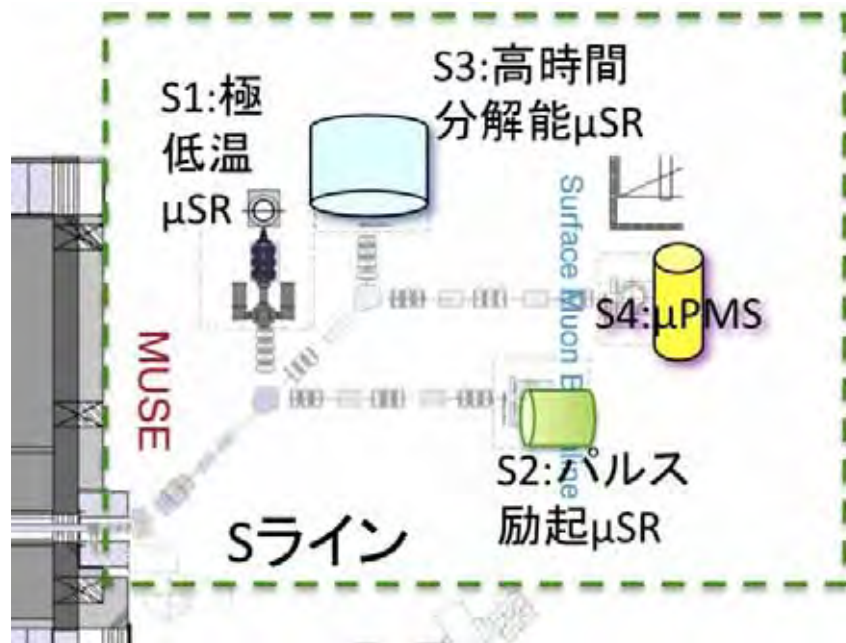 S1:極
低温
μSR
S3:高時間
分解能μSR
Surface Muon B
line
S4:μPMS
MUSE
S2:パルス
励起μSR
Sライン